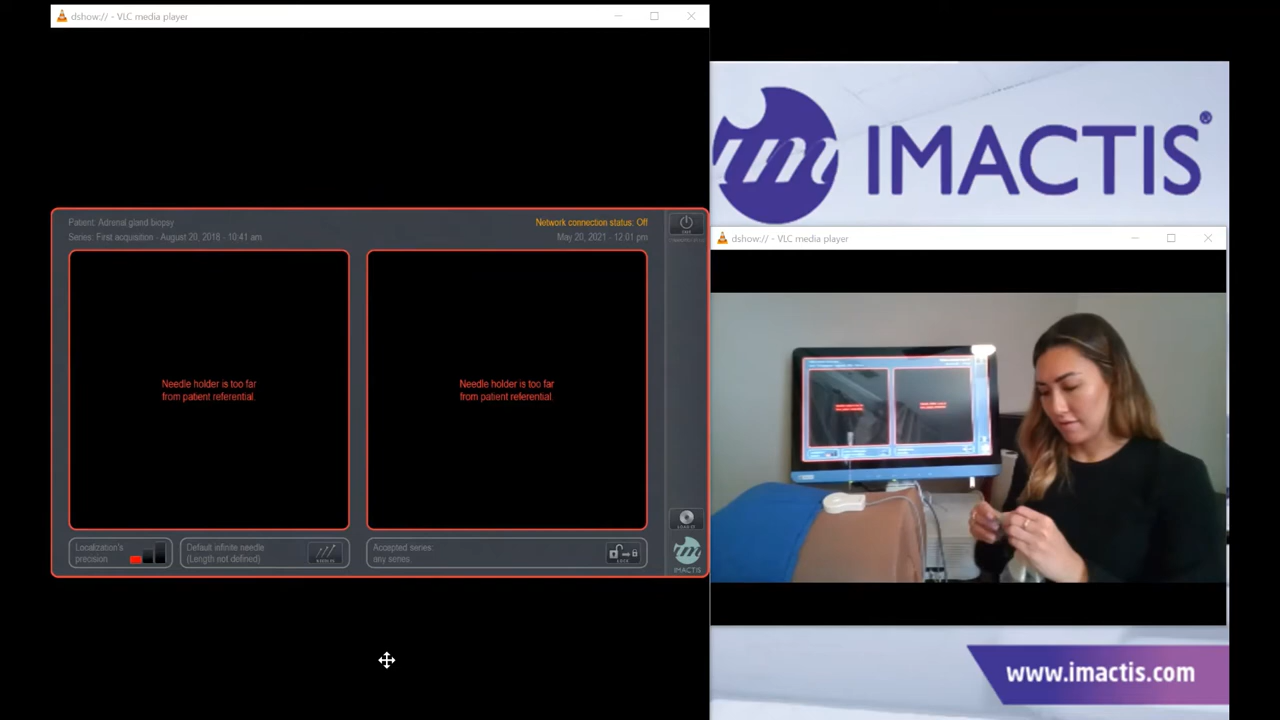 dshow:// - VLC media player
Patient: Adrenal gland biopsy
Network connection status: Off
Series: First acquisition - August 20, 2018 - 10:41 am
May 20, 2021 - 12:01 pm
Needle holder is too far
from patient referential.
Needle holder is too far
from patient referential.
Localization's
precision
Default infinite needle
(Length not defined)
NEEDLES
Accepted series:
any series
LOCK
IMACTIS
im IMACTIS®
dshow:// - VLC media player
www.imactis.com